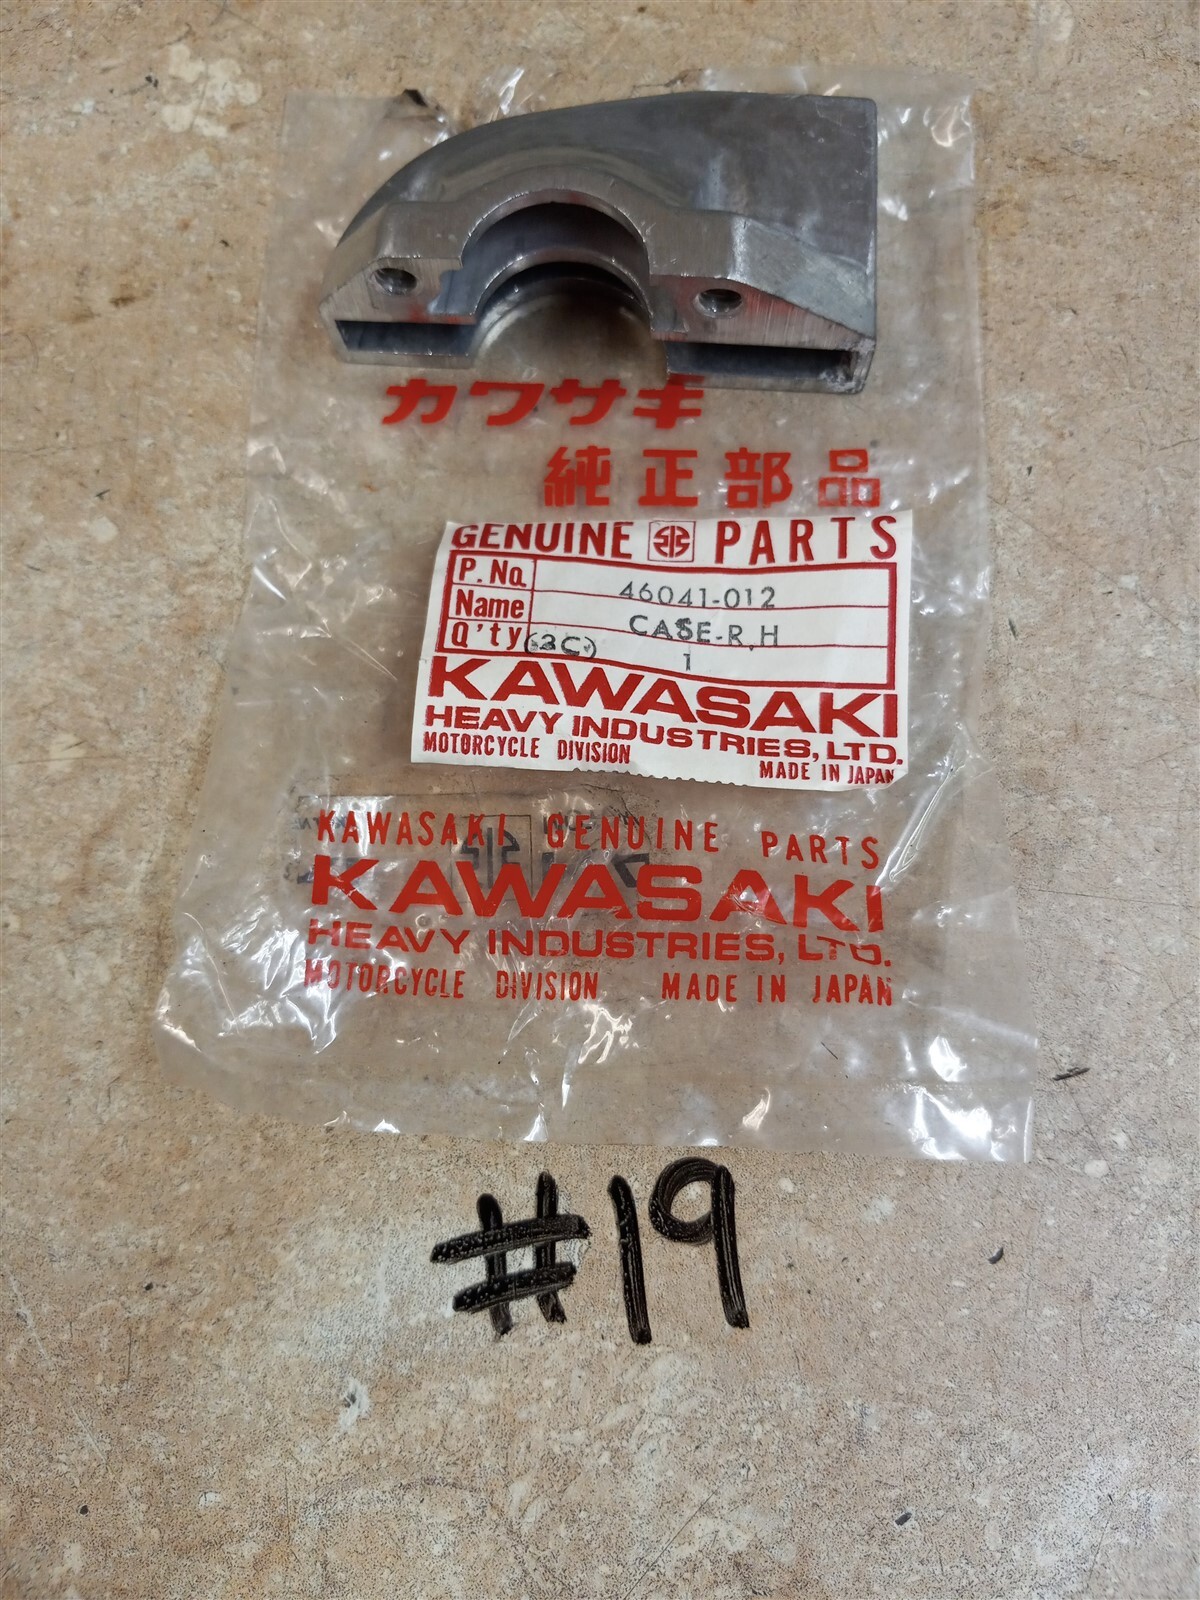 カワサキ
純正部品
GENUINE PARTS
P.No. 46041-012
Name CASE-R,H
Q'ty (3C) 1
KAWASAKI
HEAVY INDUSTRIES, LTD.
MOTORCYCLE DIVISION
MADE IN JAPAN
KAWASAKI GENUINE PARTS
KAWASAKI
HEAVY INDUSTRIES, LTD.
MOTORCYCLE DIVISION MADE IN JAPAN
#19